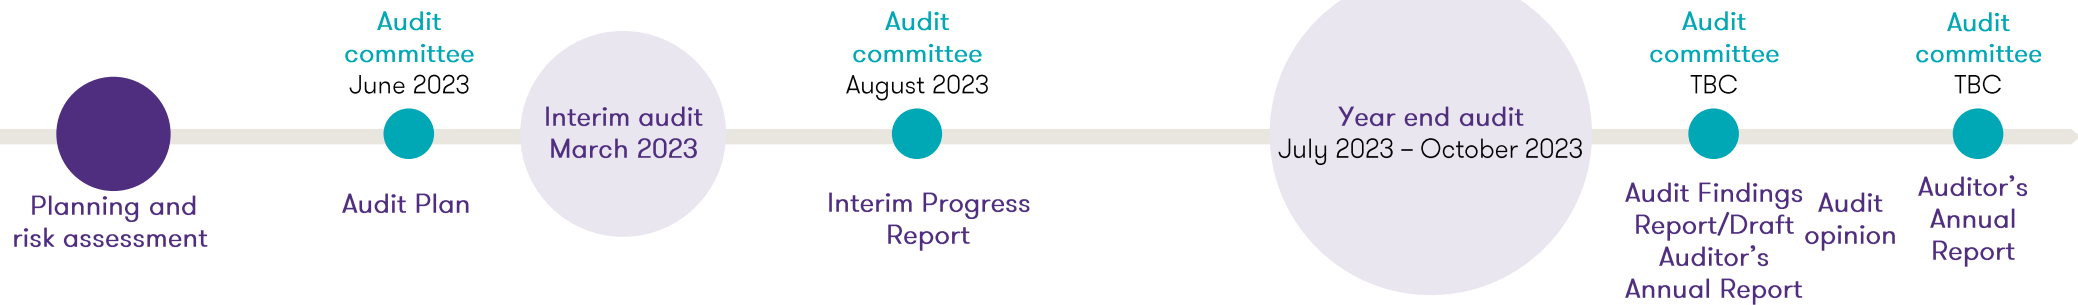 Planning and
risk assessment
Audit
committee
June 2023
Audit Plan
Interim audit
March 2023
Audit
committee
August 2023
Interim Progress
Report
Year end audit
July 2023 – October 2023
Audit
committee
TBC
Audit Findings
Report/Draft
Auditor’s
Annual Report
Audit
opinion
Audit
committee
TBC
Auditor’s
Annual
Report